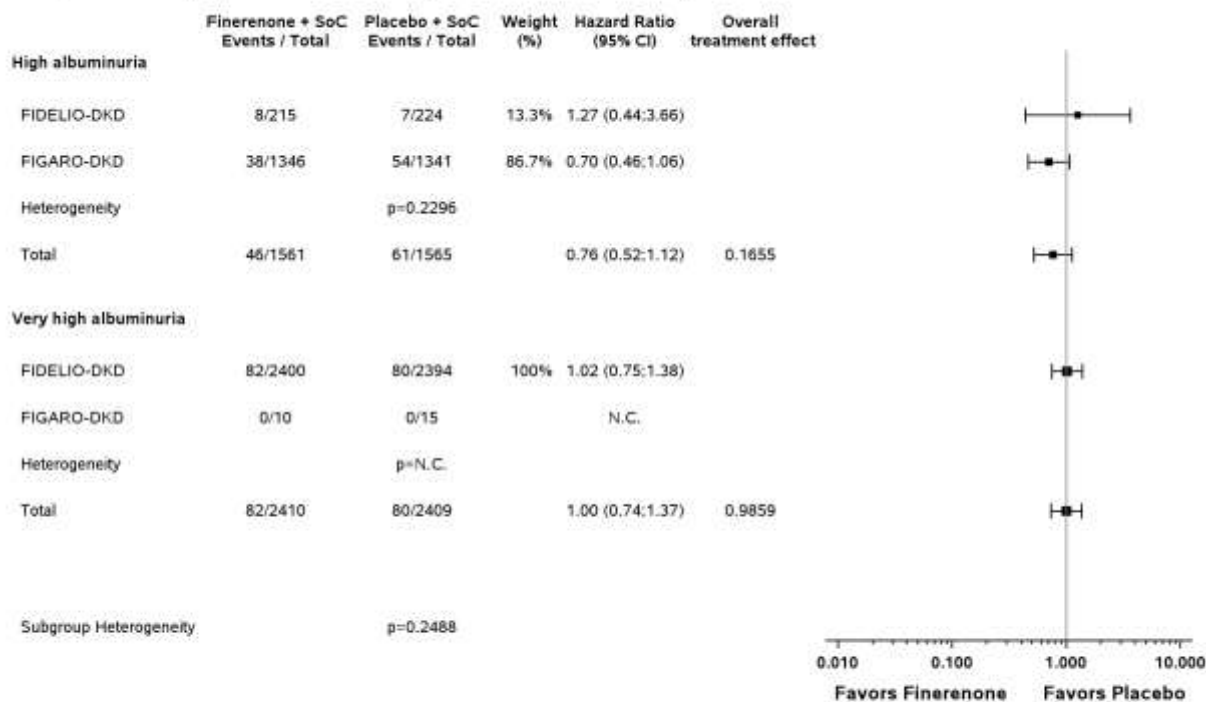 Finerenone + SoC Placebo + SoC Weight Hazard Ratio Overall
Events / Total Events / Total (%) (95% CI) treatment effect
High albuminuria
FIDELIO-DKD 8/215 7/224 13.3% 1.27 (0.44;3.66)
FIGARO-DKD 38/1346 54/1341 86.7% 0.70 (0.46;1.06)
Heterogeneity p=0.2296
Total 46/1561 61/1565 0.76 (0.52;1.12) 0.1655
Very high albuminuria
FIDELIO-DKD 82/2400 80/2394 100% 1.02 (0.75;1.38)
FIGARO-DKD 0/10 0/15 N.C.
Heterogeneity p=N.C.
Total 82/2410 80/2409 1.00 (0.74;1.37) 0.9859
Subgroup Heterogeneity p=0.2488
0.010 0.100 1.000 10.000
Favors Finerenone Favors Placebo